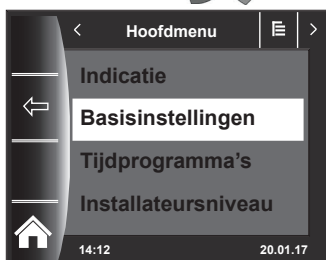 Hoofdmenu
Indicatie
Basisinstellingen
Tijdprogramma's
Installateursniveau
14:12 20.01.17